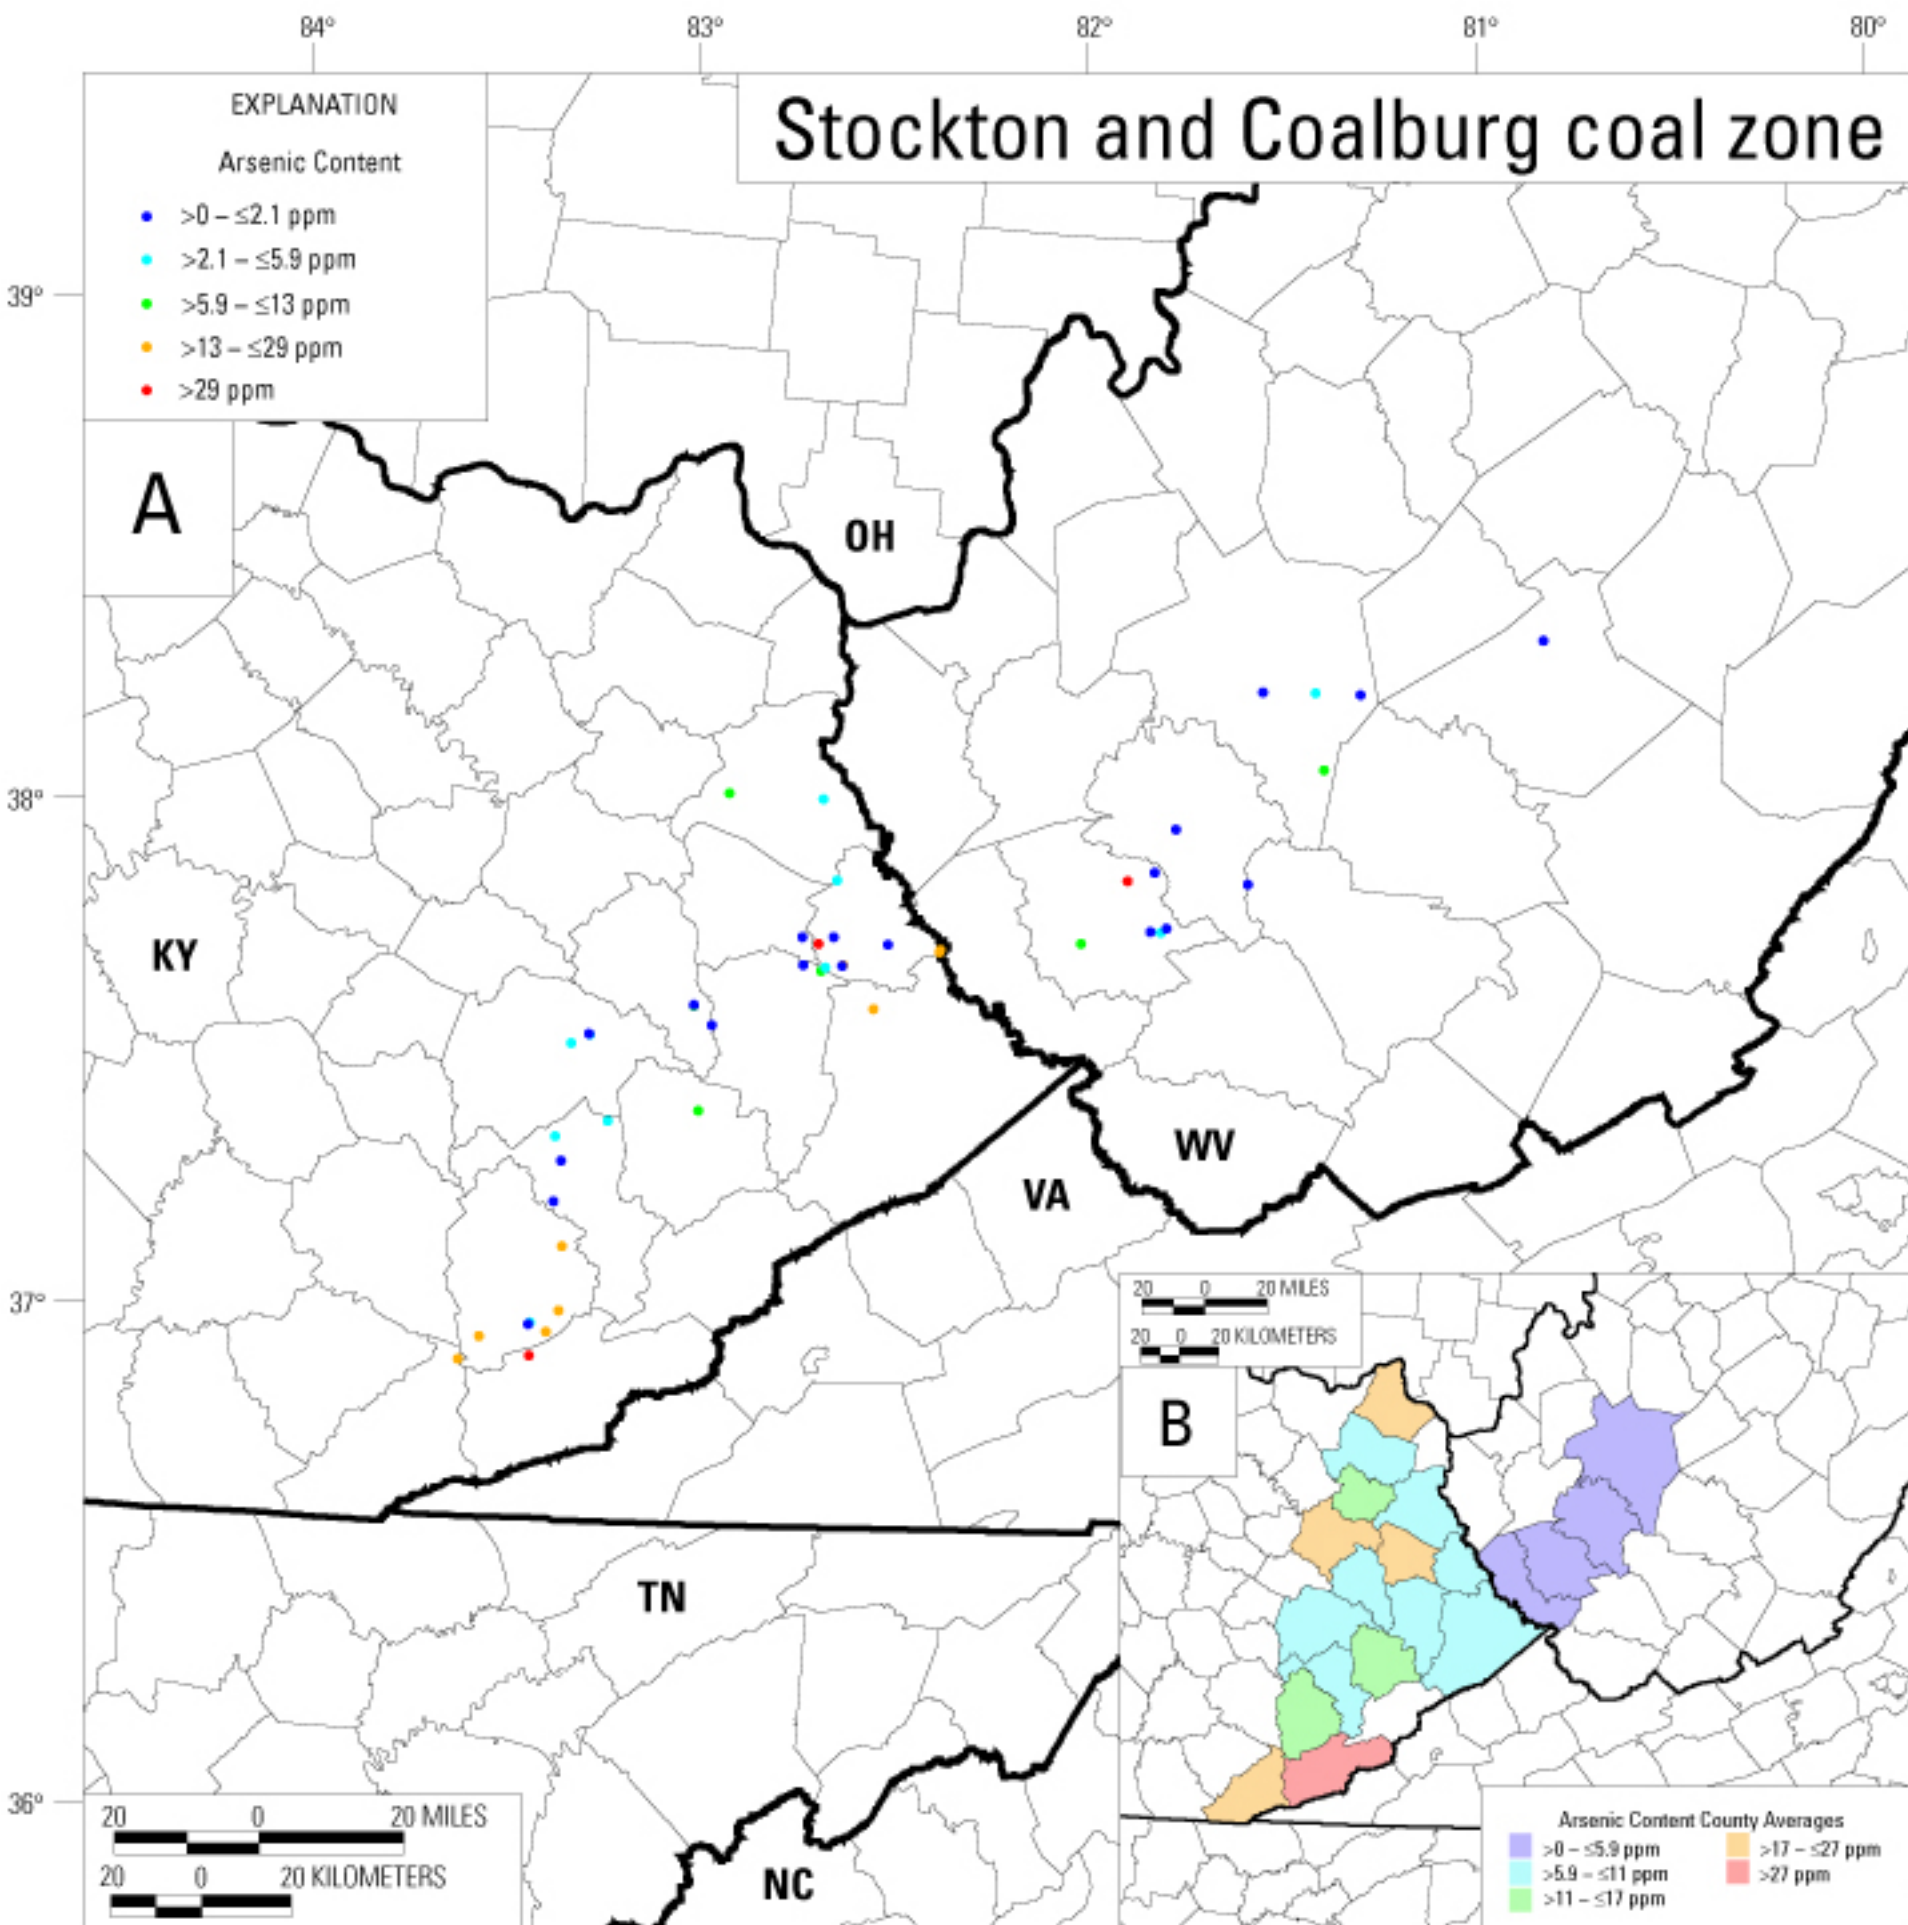 84° 83° 82° 81° 80°
Stockton and Coalburg coal zone
EXPLANATION
Arsenic Content
>0 – ≤2.1 ppm
>2.1 – ≤5.9 ppm
>5.9 – ≤13 ppm
>13 – ≤29 ppm
>29 ppm
39°
A
OH
38°
KY
WV
VA
37°
20 0 20 MILES
20 0 20 KILOMETERS
B
TN
36°
20 0 20 MILES
20 0 20 KILOMETERS
NC
Arsenic Content County Averages
>0 – ≤5.9 ppm
>5.9 – ≤11 ppm
>11 – ≤17 ppm
>17 – ≤27 ppm
>27 ppm